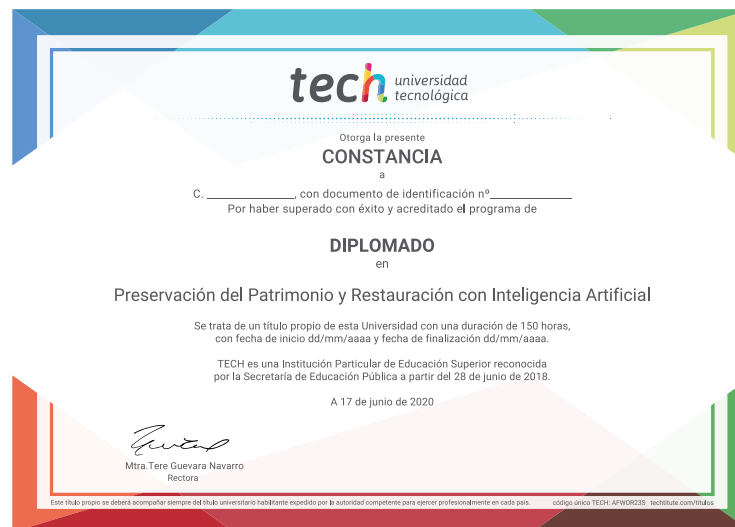 tech universidad
tecnológica
Otorga la presente
CONSTANCIA
a
C. ________________, con documento de identificación nº______________
Por haber superado con éxito y acreditado el programa de
DIPLOMADO
en
Preservación del Patrimonio y Restauración con Inteligencia Artificial
Se trata de un título propio de esta Universidad con una duración de 150 horas,
con fecha de inicio dd/mm/aaaa y fecha de finalización dd/mm/aaaa.
TECH es una Institución Particular de Educación Superior reconocida
por la Secretaría de Educación Pública a partir del 28 de junio de 2018.
A 17 de junio de 2020
Mtra.Tere Guevara Navarro
Rectora
Este título propio se deberá acompañar siempre del título universitario habilitante expedido por la autoridad competente para ejercer profesionalmente en cada país. código único TECH: AFWOR23S techtitute.com/titulos